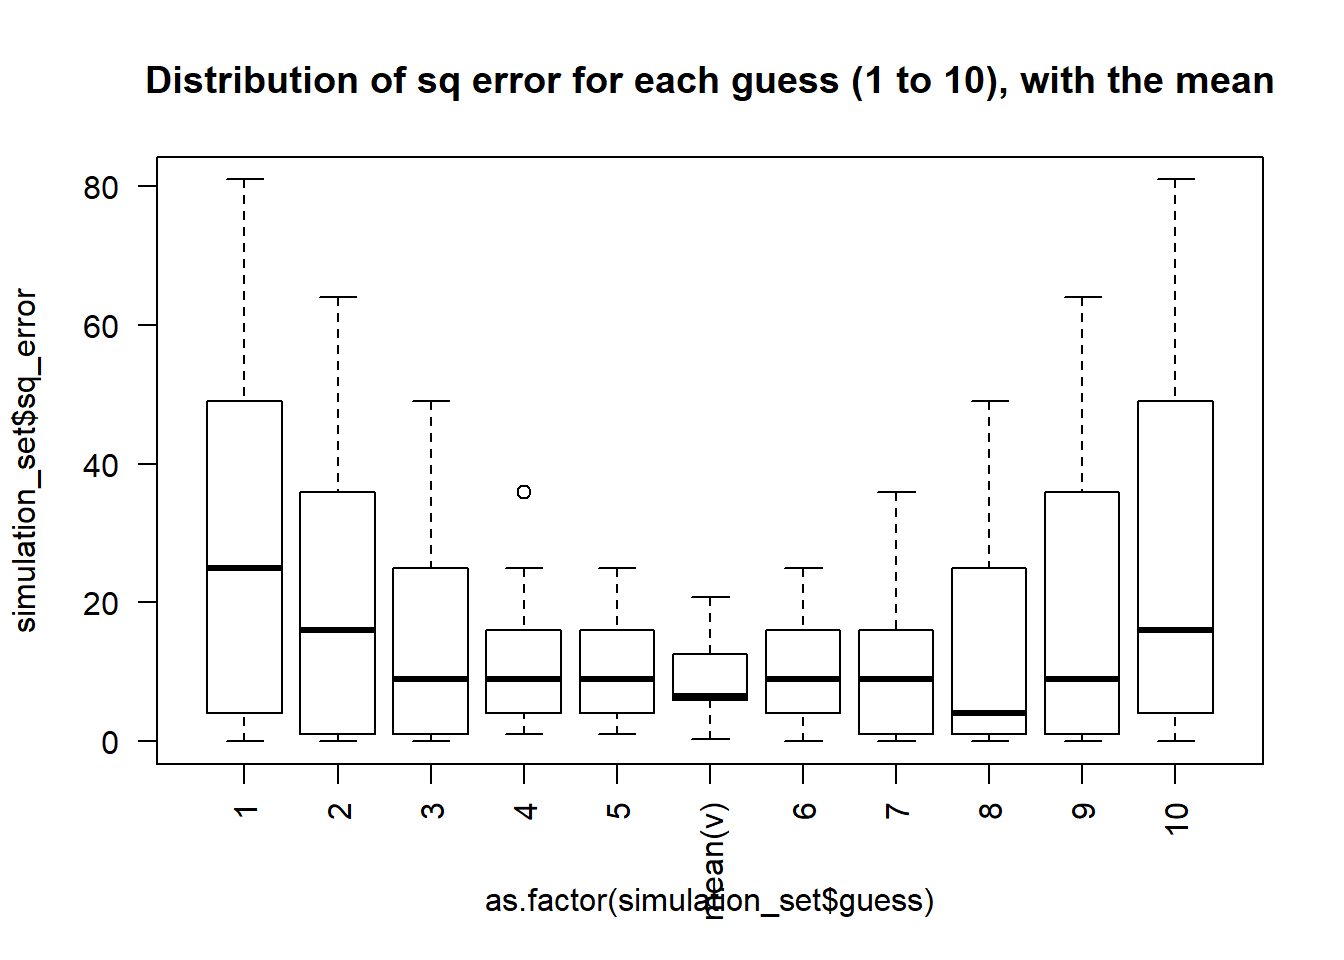 Distribution of sq error for each guess (1 to 10), with the mean
simulation_set$sq_error
80
60
40
20
0
1 2 3 4 5 mean(v) 6 7 8 9 10
as.factor(simulation_set$guess)